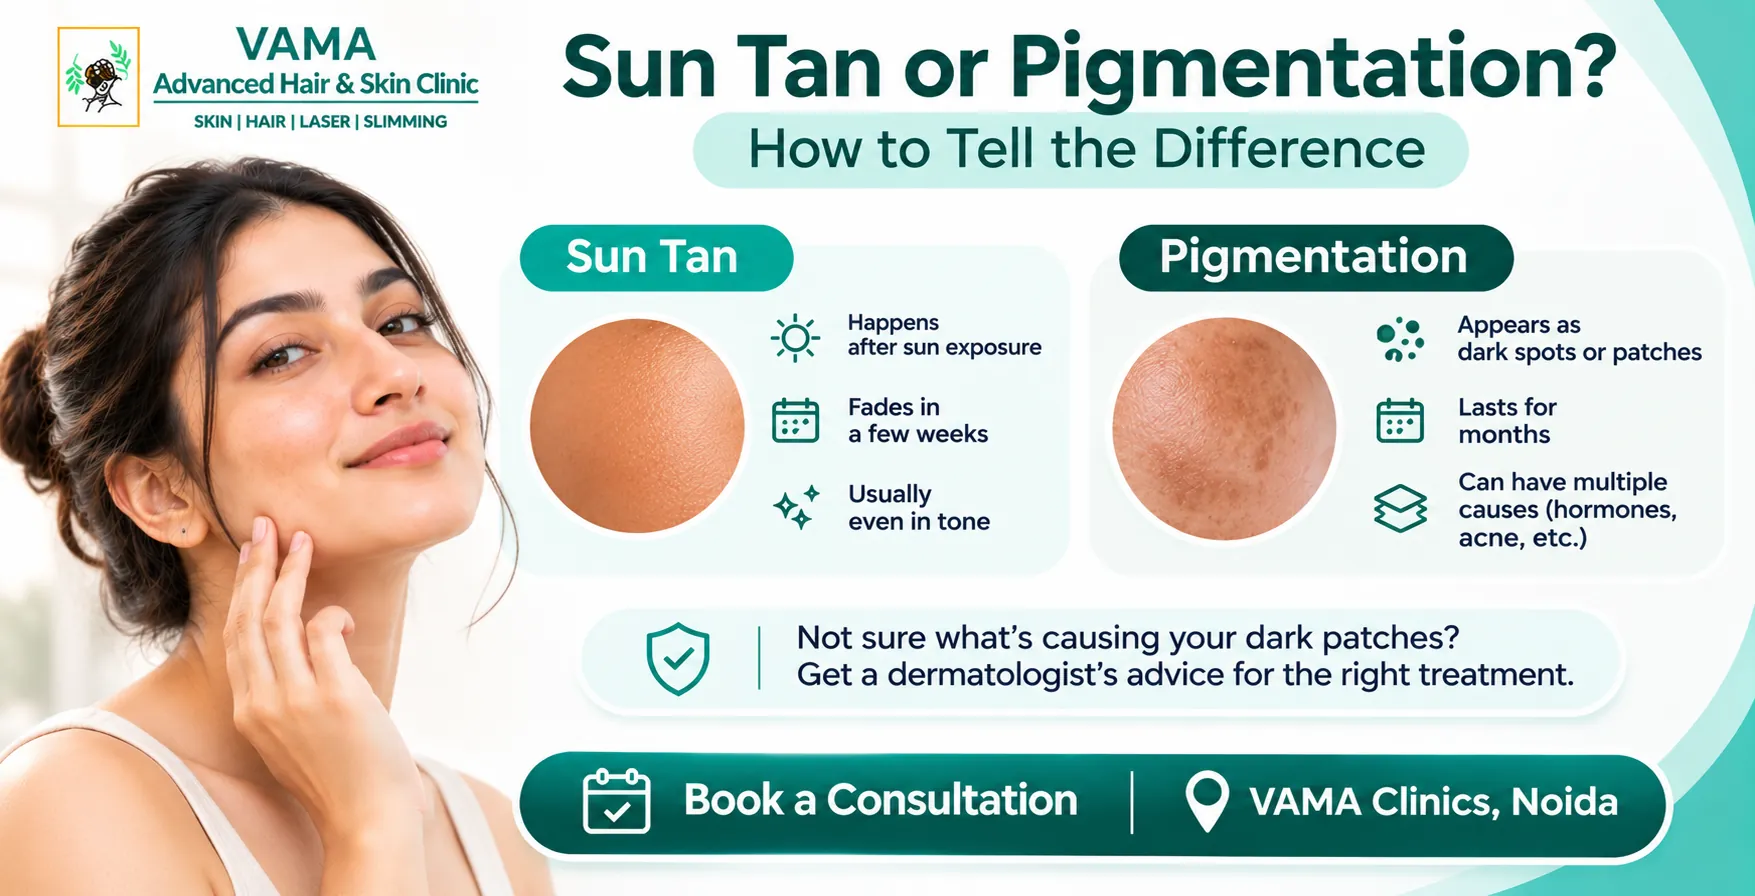 VAMA
Advanced Hair & Skin Clinic
SKIN | HAIR | LASER | SLIMMING
Sun Tan or Pigmentation?
How to Tell the Difference
Sun Tan
Happens
after sun exposure
Fades in
a few weeks
Usually
even in tone
Pigmentation
Appears as
dark spots or patches
Lasts for
months
Can have multiple
causes (hormones,
acne, etc.)
Not sure what's causing your dark patches?
Get a dermatologist's advice for the right treatment.
Book a Consultation
VAMA Clinics, Noida